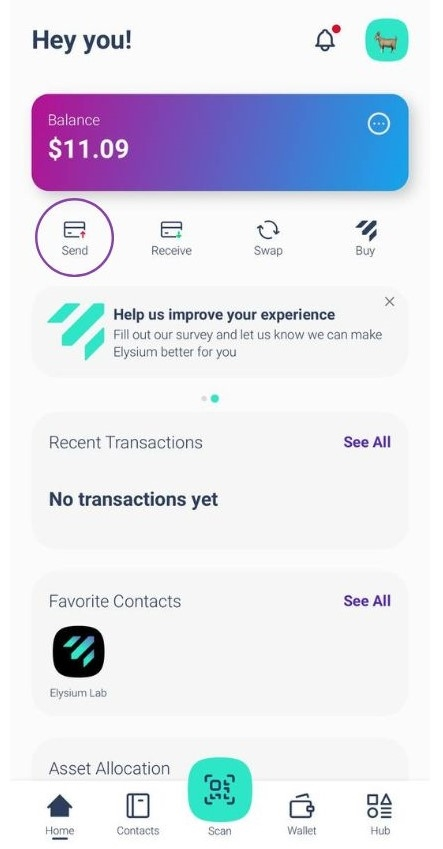 Hey you!
Balance
$11.09
Send
Receive
Swap
Buy
Help us improve your experience
Fill out our survey and let us know we can make
Elysium better for you
Recent Transactions
See All
No transactions yet
Favorite Contacts
See All
Elysium Lab
Asset Allocation
Home
Contacts
Scan
Wallet
Hub